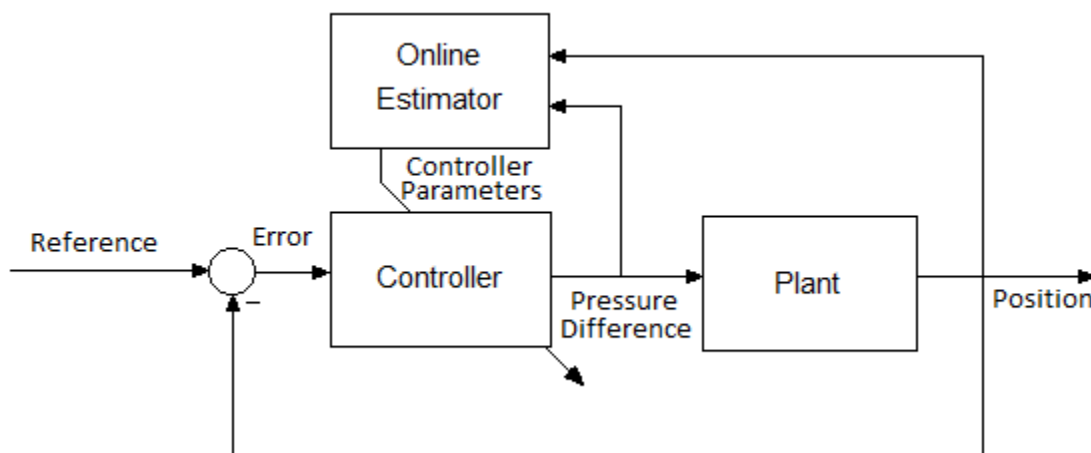 Online
Estimator
Controller
Parameters
Reference
Error
Controller
Plant
Pressure
Difference
Position
−